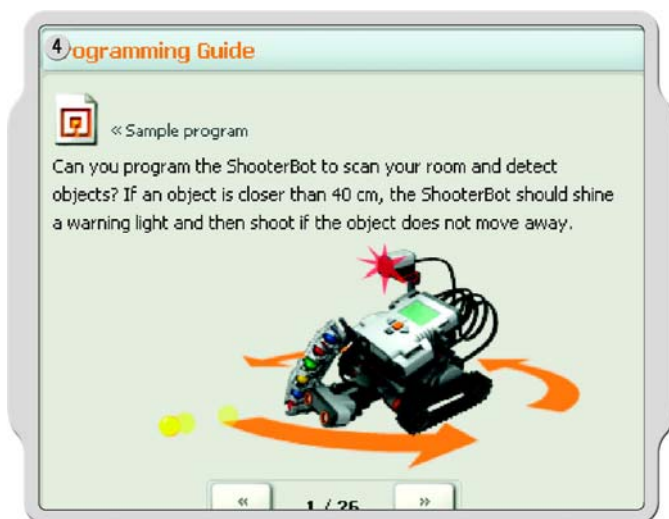 4 ogramming Guide
« Sample program
Can you program the ShooterBot to scan your room and detect
objects? If an object is closer than 40 cm, the ShooterBot should shine
a warning light and then shoot if the object does not move away.
« 1 / 26 »